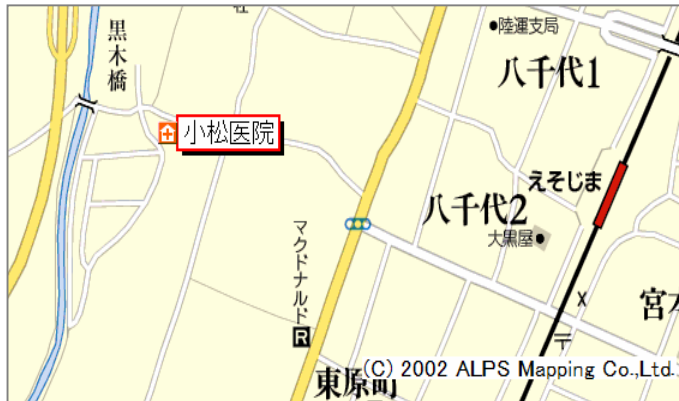 黒木橋
社
陸運支局
八千代1
小松医院
えそじま
八千代2
大黒屋
マクドナルド
R
宮本
〒
東原町
(C) 2002 ALPS Mapping Co.,Ltd.